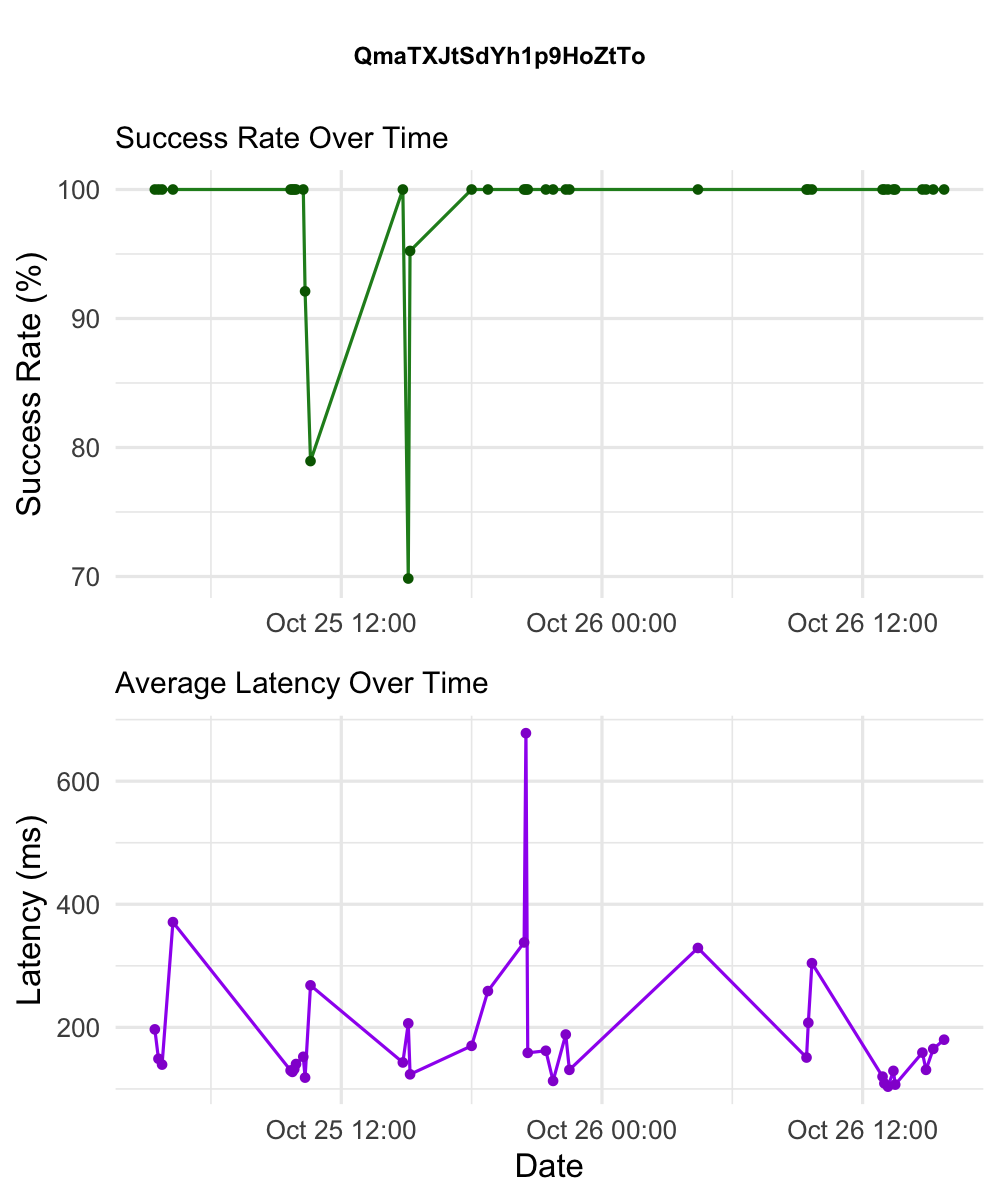 QmaTXJtSdYh1p9HoZtTo
Success Rate Over Time
Success Rate (%)
100
90
80
70
Oct 25 12:00
Oct 26 00:00
Oct 26 12:00
Average Latency Over Time
Latency (ms)
600
400
200
Oct 25 12:00
Oct 26 00:00
Oct 26 12:00
Date